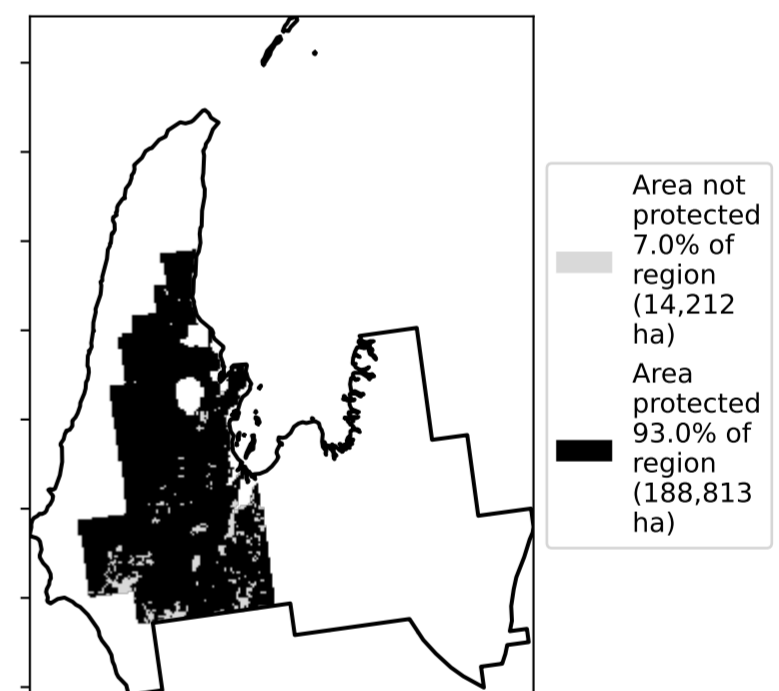 Area not
protected
7.0% of
region
(14,212
ha)
Area
protected
93.0% of
region
(188,813
ha)